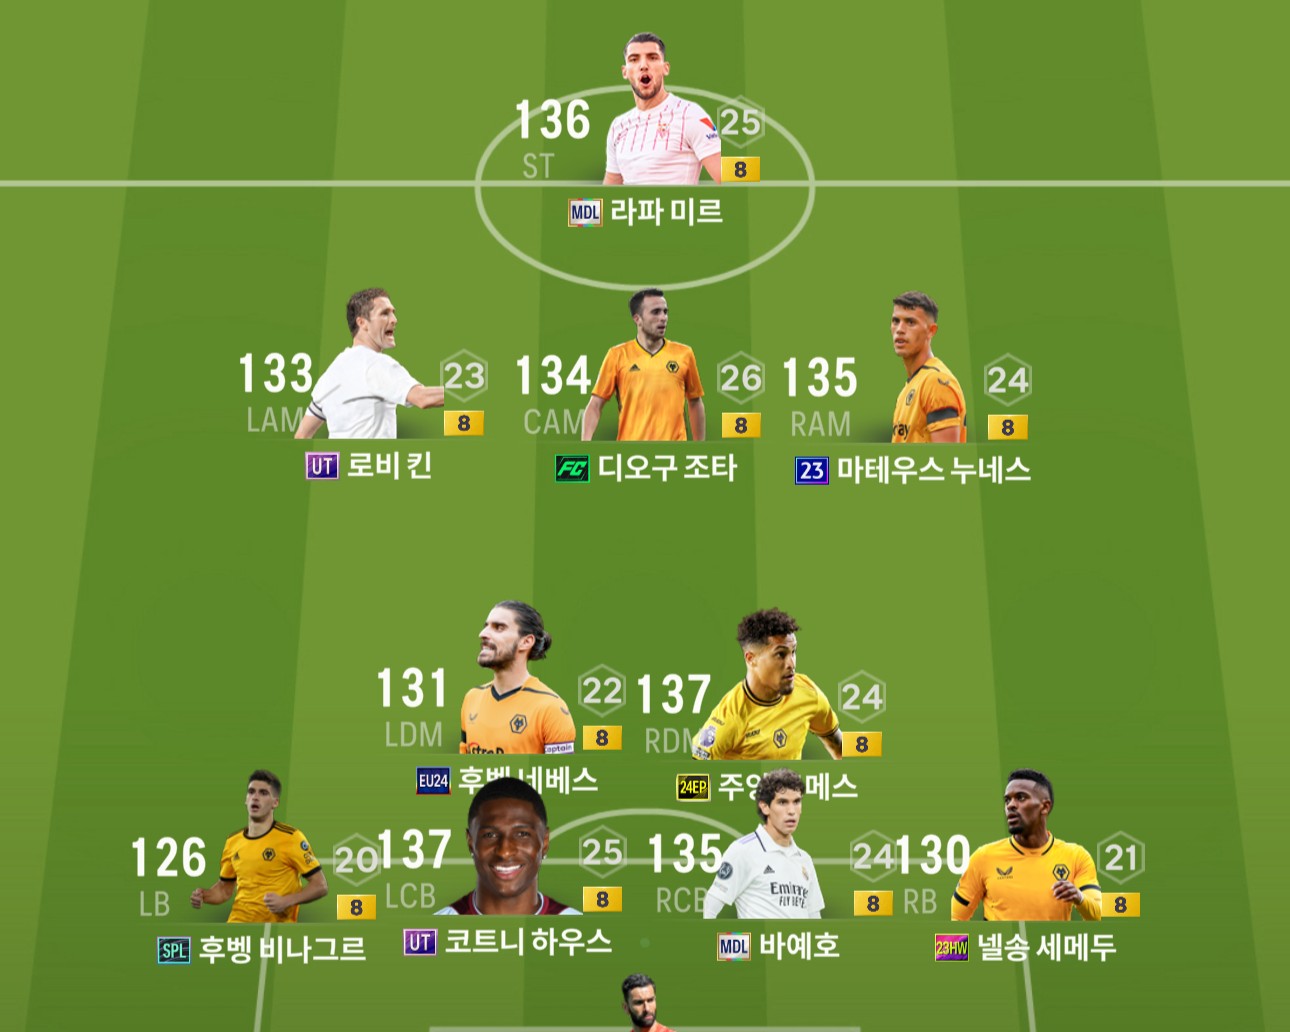 136
25
ST
8
MDL 라파 미르
133
23
134
26
135
24
LAM
8
CAM
8
RAM
8
UT 로비 킨
FC 디오구 조타
23 마테우스 누네스
131
22
137
24
LDM
8
RDM
8
EU24 후벵 네베스
24EP 주앙 메스
126
20
137
25
135
24
130
21
LB
8
LCB
8
RCB
8
RB
8
SPL 후벵 비나그르
UT 코트니 하우스
MDL 바예호
23HW 넬송 세메두
Emirates
FLY BETTER
Captain